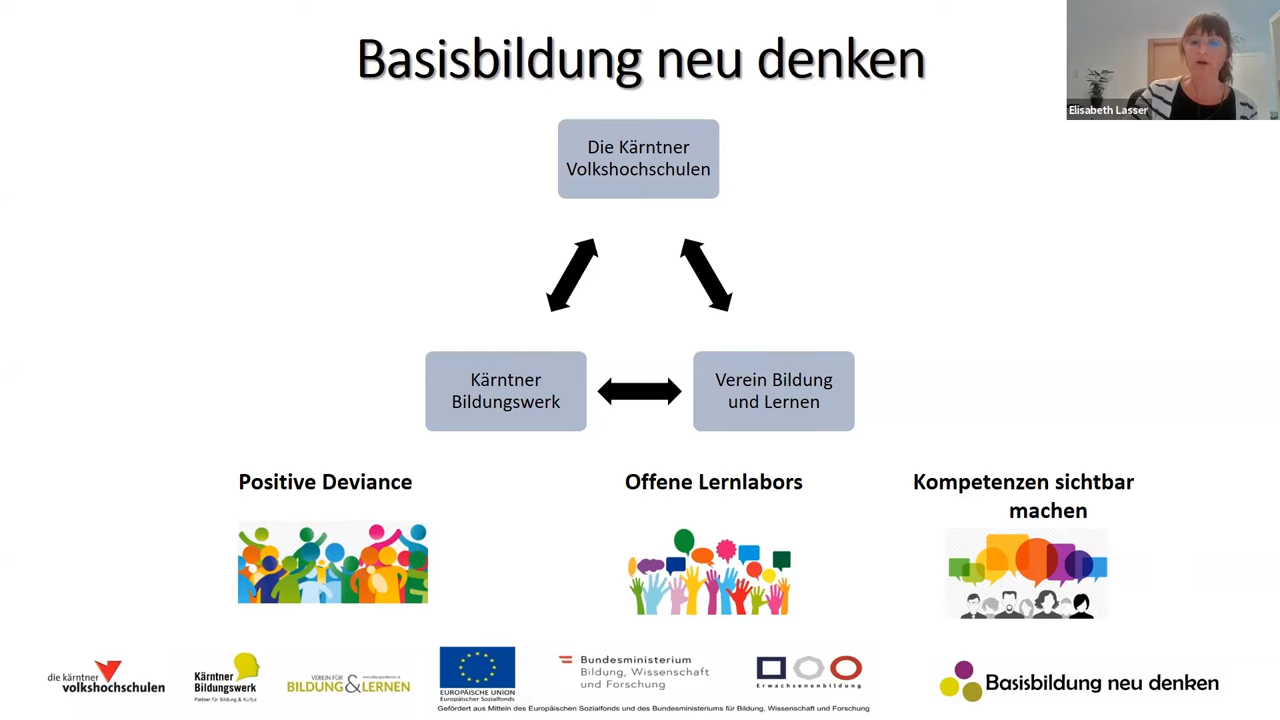 Basisbildung neu denken
Elisabeth Lasser
Die Kärntner
Volkshochschulen
Kärntner
Bildungswerk
Verein Bildung
und Lernen
Positive Deviance
Offene Lernlabors
Kompetenzen sichtbar
machen
die kärntner
volkshochschulen
Kärntner
Bildungswerk
Partner für Bildung & Kultur
VEREIN FÜR
BILDUNG & LERNEN
EUROPÄISCHE UNION
Europäischer Sozialfonds
Bundesministerium
Bildung, Wissenschaft
und Forschung
Erwachsenenbildung
Basisbildung neu denken
Gefördert aus Mitteln des Europäischen Sozialfonds und des Bundesministeriums für Bildung, Wissenschaft und Forschung